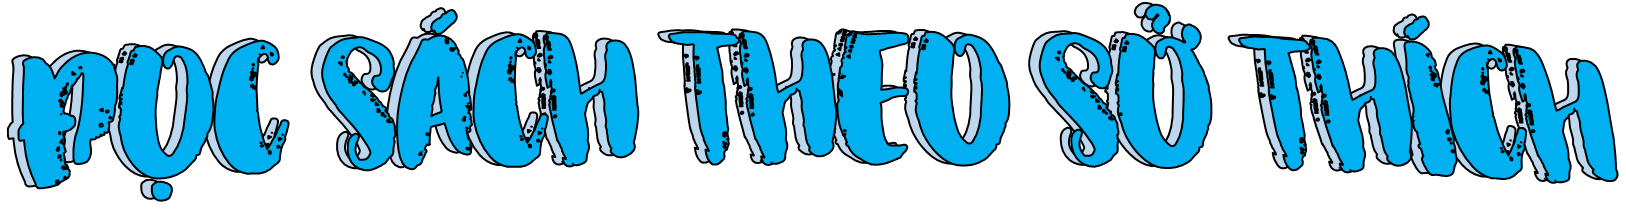 ĐỌC SÁCH THEO SỞ THÍCH